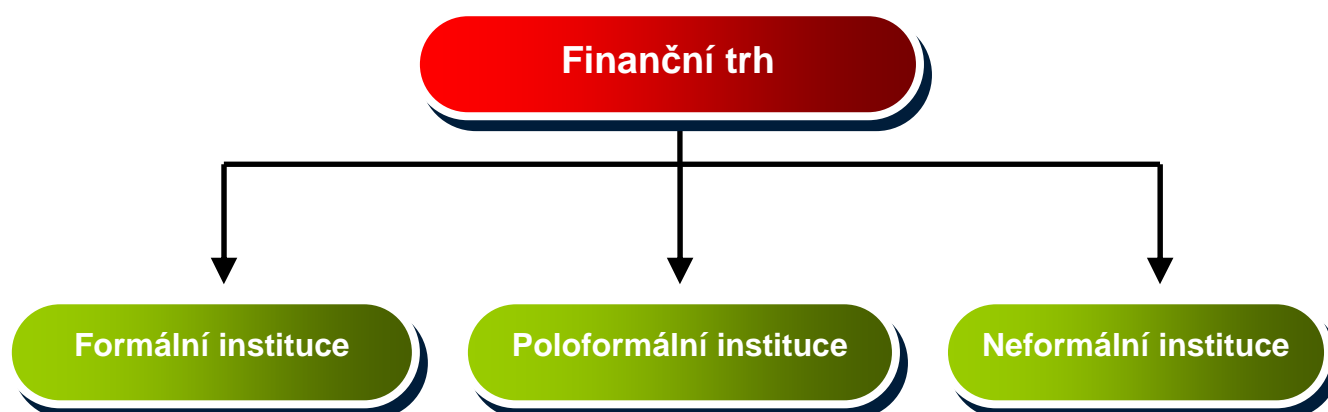 Finanční trh
Formální instituce
Poloformální instituce
Neformální instituce